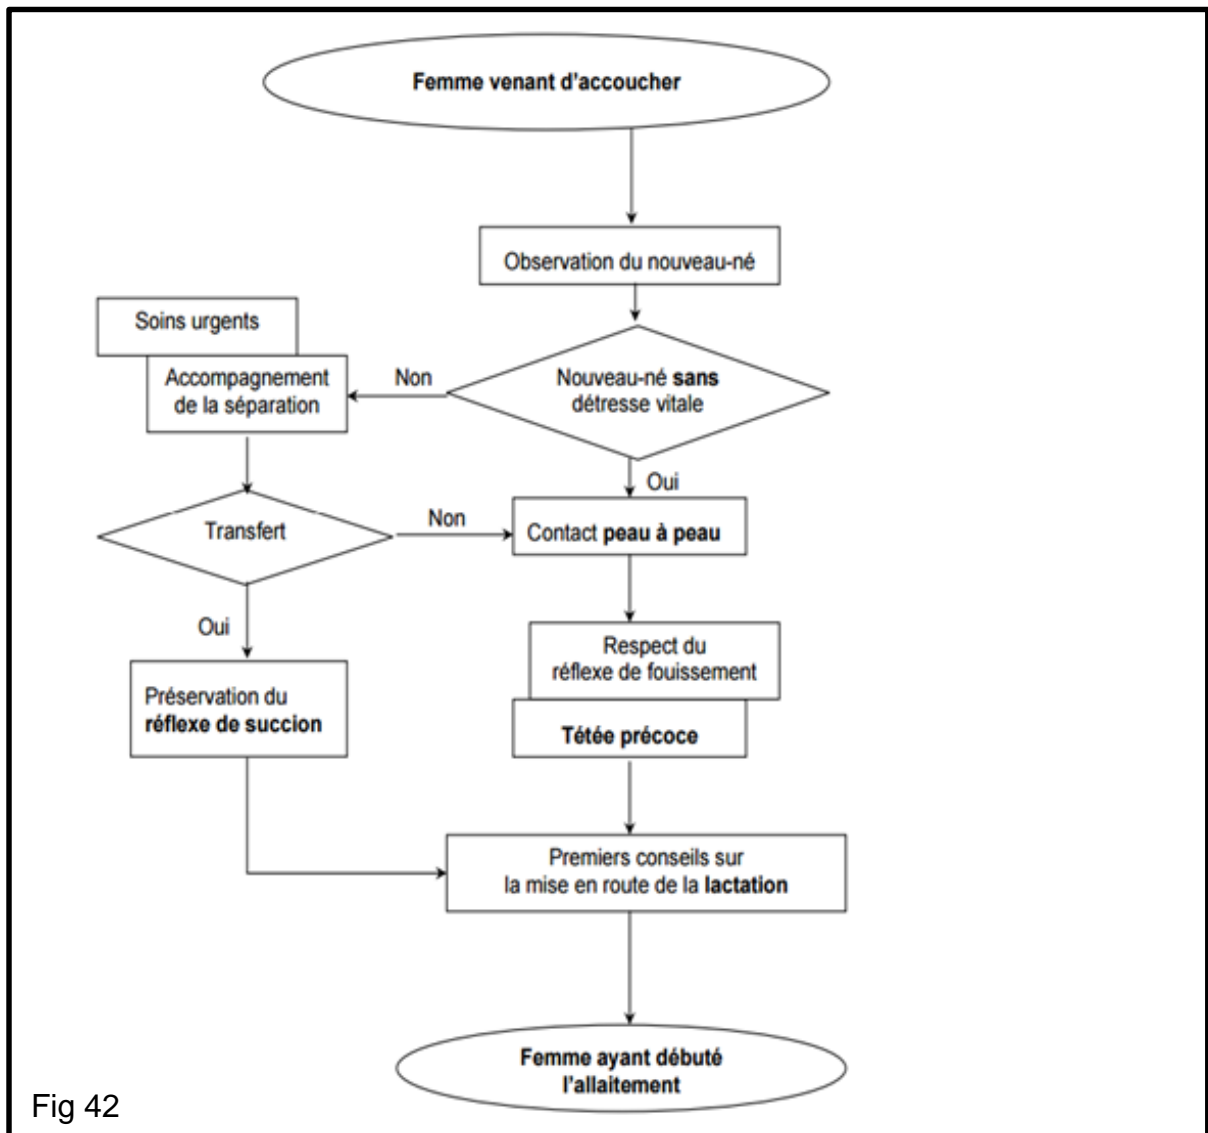 Femme venant d'accoucher
Observation du nouveau-né
Soins urgents
Accompagnement
de la séparation
Non
Nouveau-né sans
détresse vitale
Oui
Transfert
Non
Contact peau à peau
Oui
Respect du
réflexe de fouissement
Préservation du
réflexe de succion
Tétée précoce
Premiers conseils sur
la mise en route de la lactation
Femme ayant débuté
l'allaitement
Fig 42